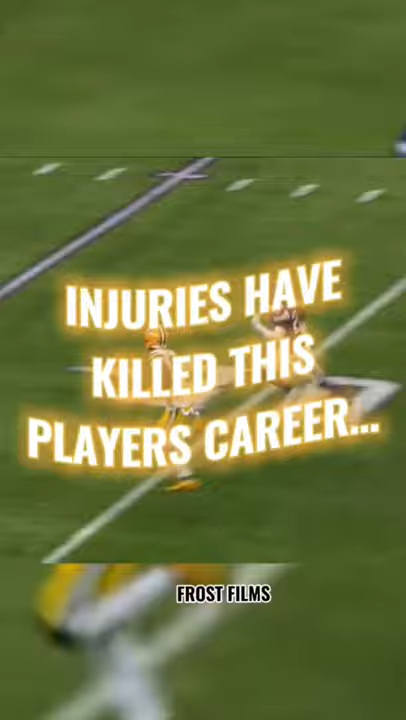 INJURIES HAVE
KILLED THIS
PLAYERS CAREER...
FROST FILMS